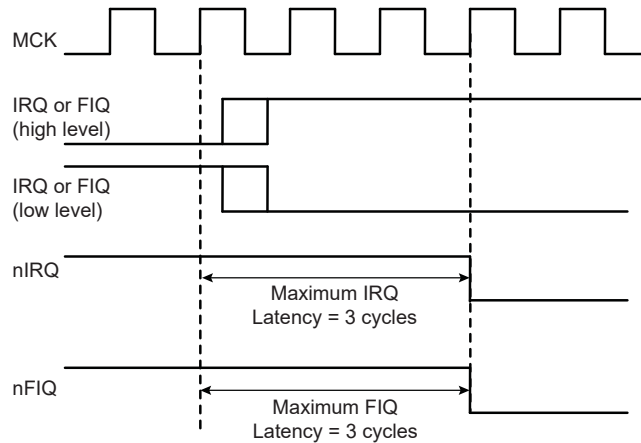 MCK
IRQ or FIQ
(high level)
IRQ or FIQ
(low level)
nIRQ
Maximum IRQ
Latency = 3 cycles
nFIQ
Maximum FIQ
Latency = 3 cycles